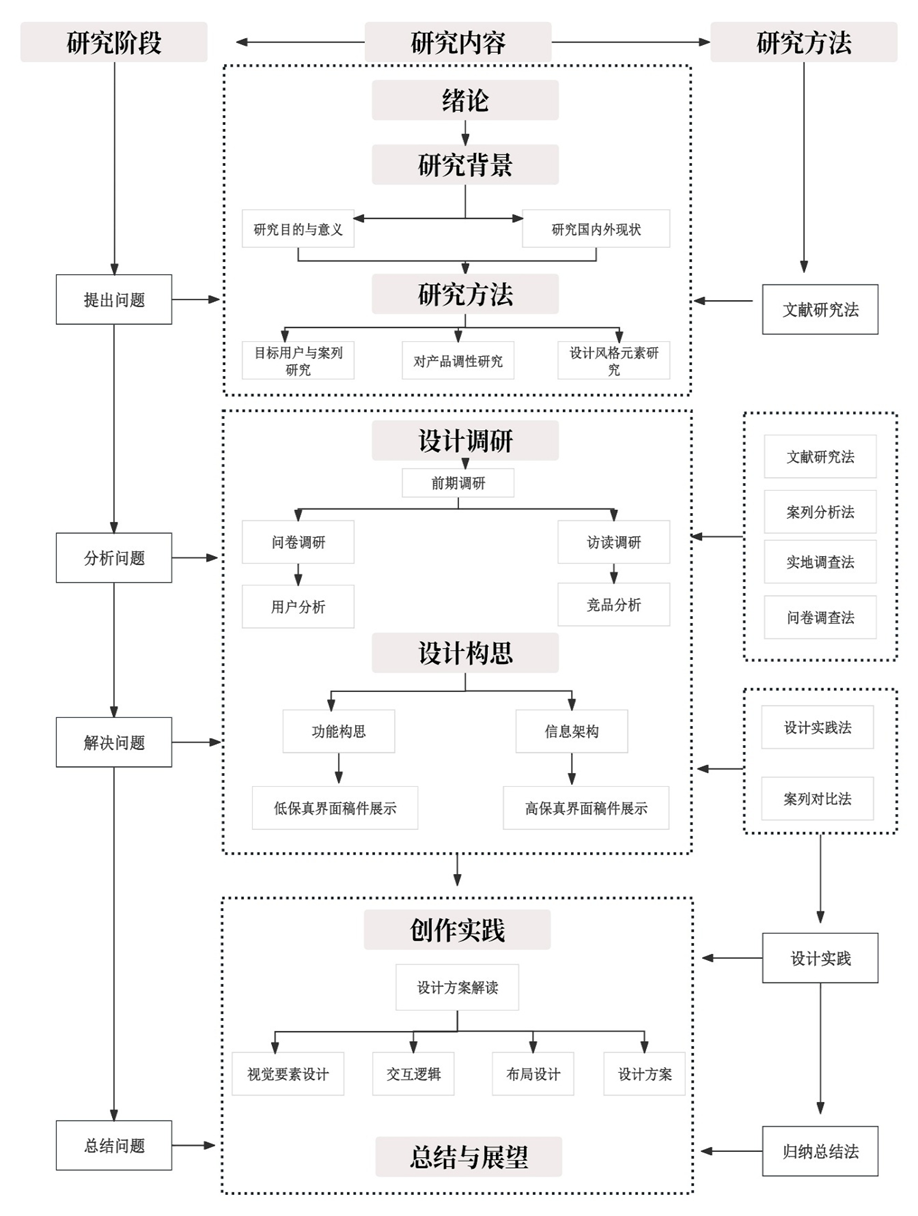 研究阶段
研究内容
研究方法
绪论
研究背景
研究目的与意义
研究国内外现状
提出问题
研究方法
文献研究法
目标用户与案列
研究
对产品调性研究
设计风格元素研
究
设计调研
前期调研
文献研究法
案列分析法
问卷调研
访读调研
分析问题
实地调查法
用户分析
竞品分析
问卷调查法
设计构思
功能构思
信息架构
设计实践法
解决问题
低保真界面稿件展示
高保真界面稿件展示
案列对比法
创作实践
设计方案解读
设计实践
视觉要素设计
交互逻辑
布局设计
设计方案
总结问题
总结与展望
归纳总结法